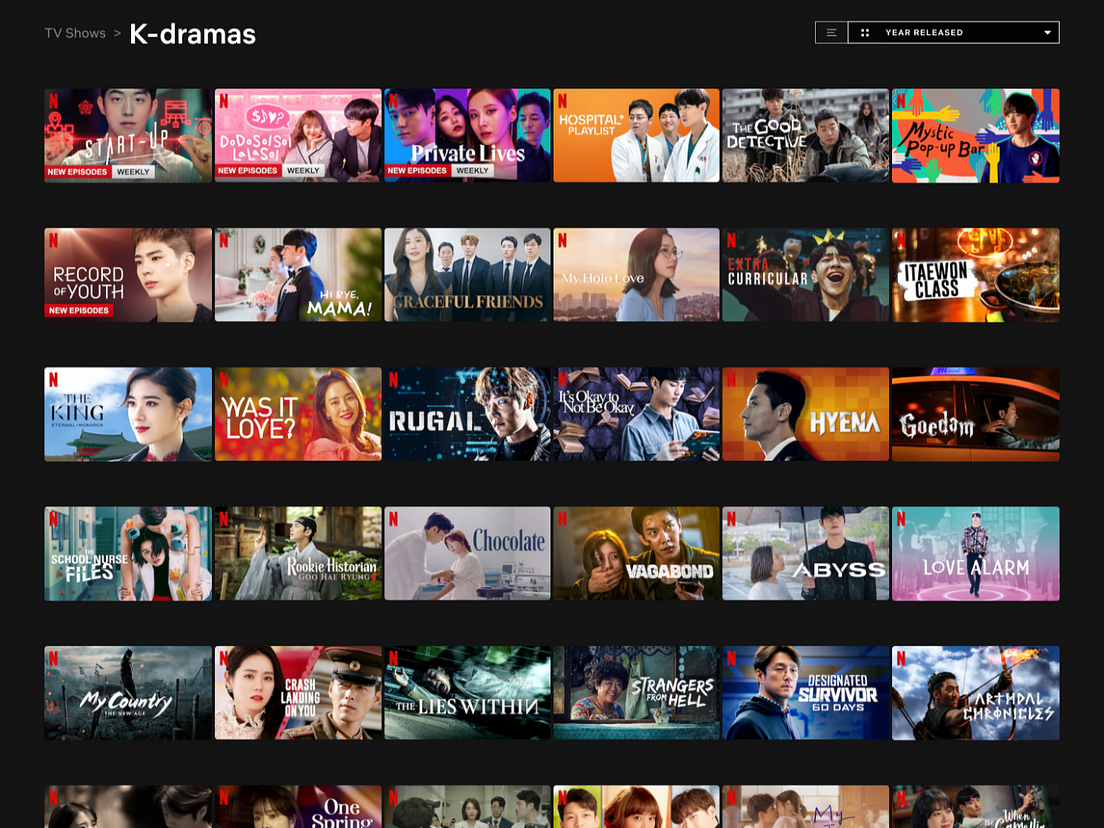 TV Shows > K-dramas
YEAR RELEASED
START-UP
NEW EPISODES WEEKLY
DoDoSolSol
LaLaSol
NEW EPISODES WEEKLY
Private Lives
NEW EPISODES WEEKLY
HOSPITAL
PLAYLIST
THE GOOD
DETECTIVE
Mystic
Pop-up Bar
RECORD
OF YOUTH
NEW EPISODES
HI BYE,
MAMA!
GRACEFUL FRIENDS
My Holo Love
EXTRA
CURRICULAR
ITAEWON
CLASS
THE
KING
ETERNAL MONARCH
WAS IT
LOVE?
RUGAL
It's Okay to
Not Be Okay
HYENA
Goedam
SCHOOL NURSE
FILES
Rookie Historian
GOO HAE RYUNG
Chocolate
VAGABOND
ABYSS
LOVE ALARM
My Country
THE NEW AGE
CRASH
LANDING
ON YOU
THE LIES WITHIN
STRANGERS
FROM HELL
DESIGNATED
SURVIVOR
60 DAYS
ARTHDAL
CHRONICLES
One
Spring
My
When